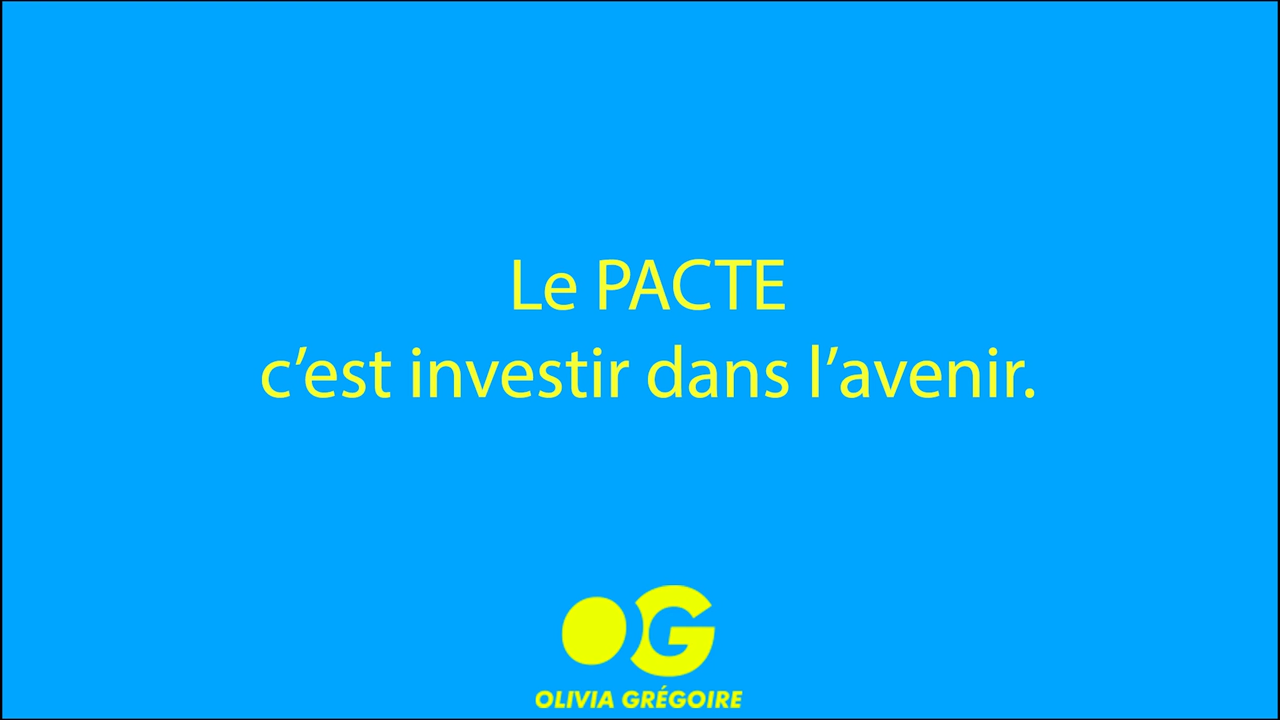 Le PACTE
c’est investir dans l’avenir.
OG
OLIVIA GRÉGOIRE